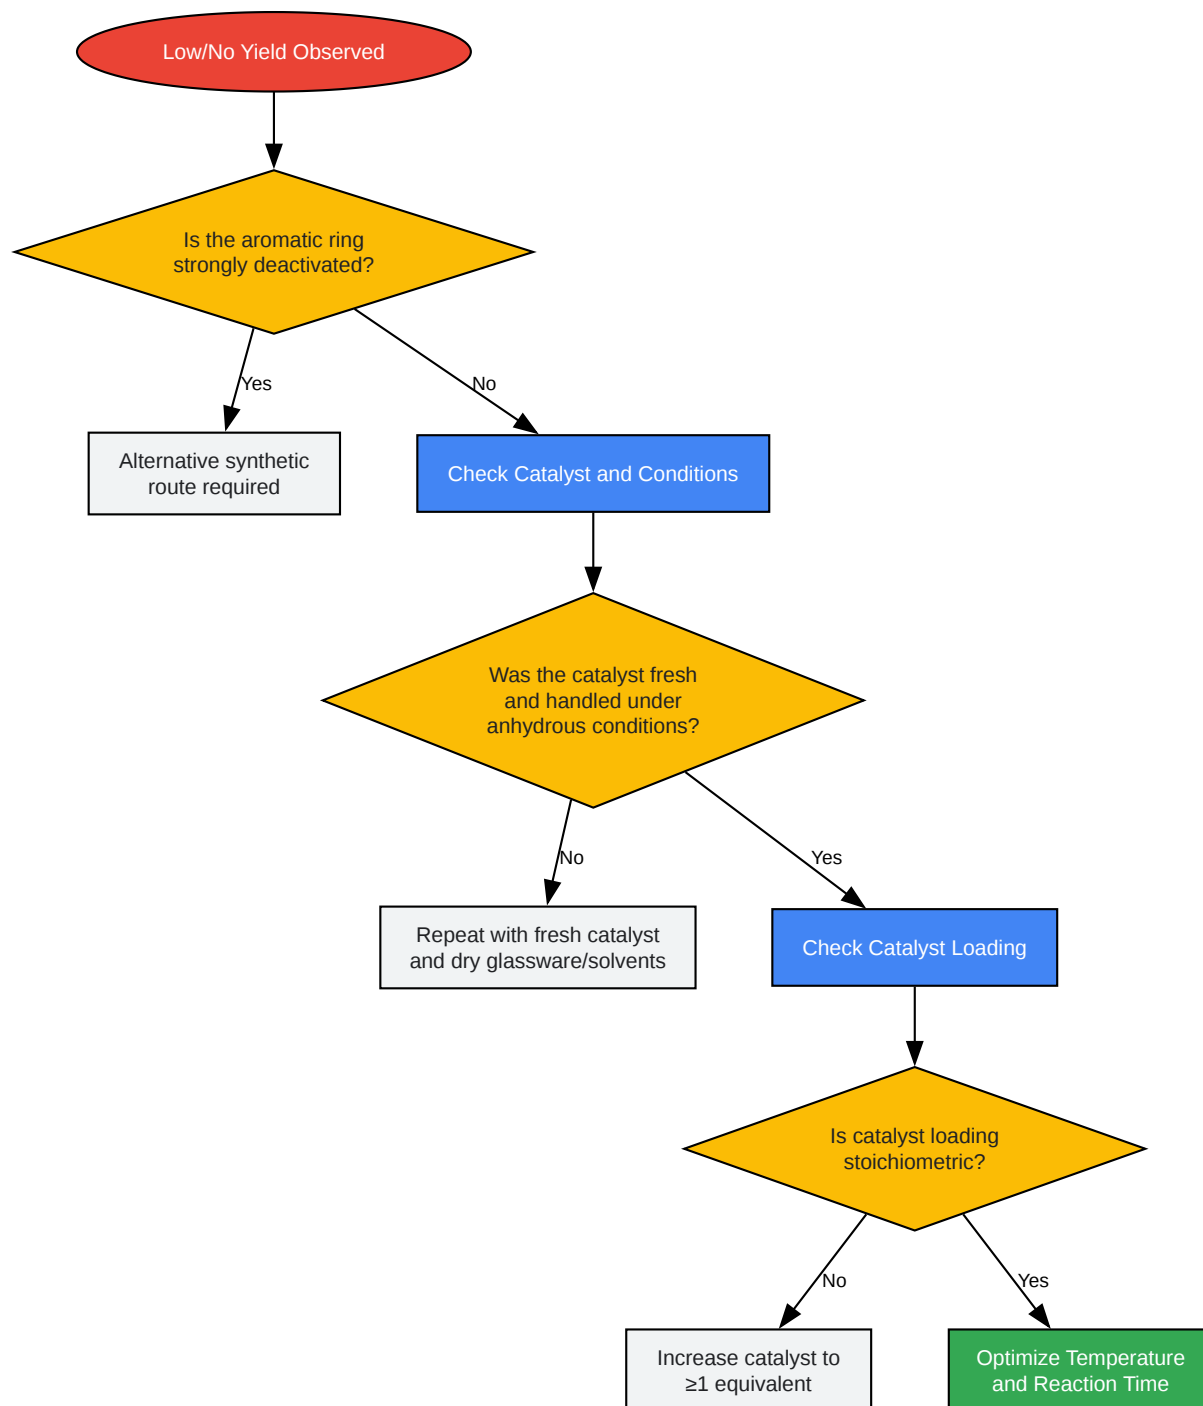 Low/No Yield Observed
Is the aromatic ring
strongly deactivated?
Yes
No
Alternative synthetic
route required
Check Catalyst and Conditions
Was the catalyst fresh
and handled under
anhydrous conditions?
No
Yes
Repeat with fresh catalyst
and dry glassware/solvents
Check Catalyst Loading
Is catalyst loading
stoichiometric?
No
Yes
Increase catalyst to
≥1 equivalent
Optimize Temperature
and Reaction Time